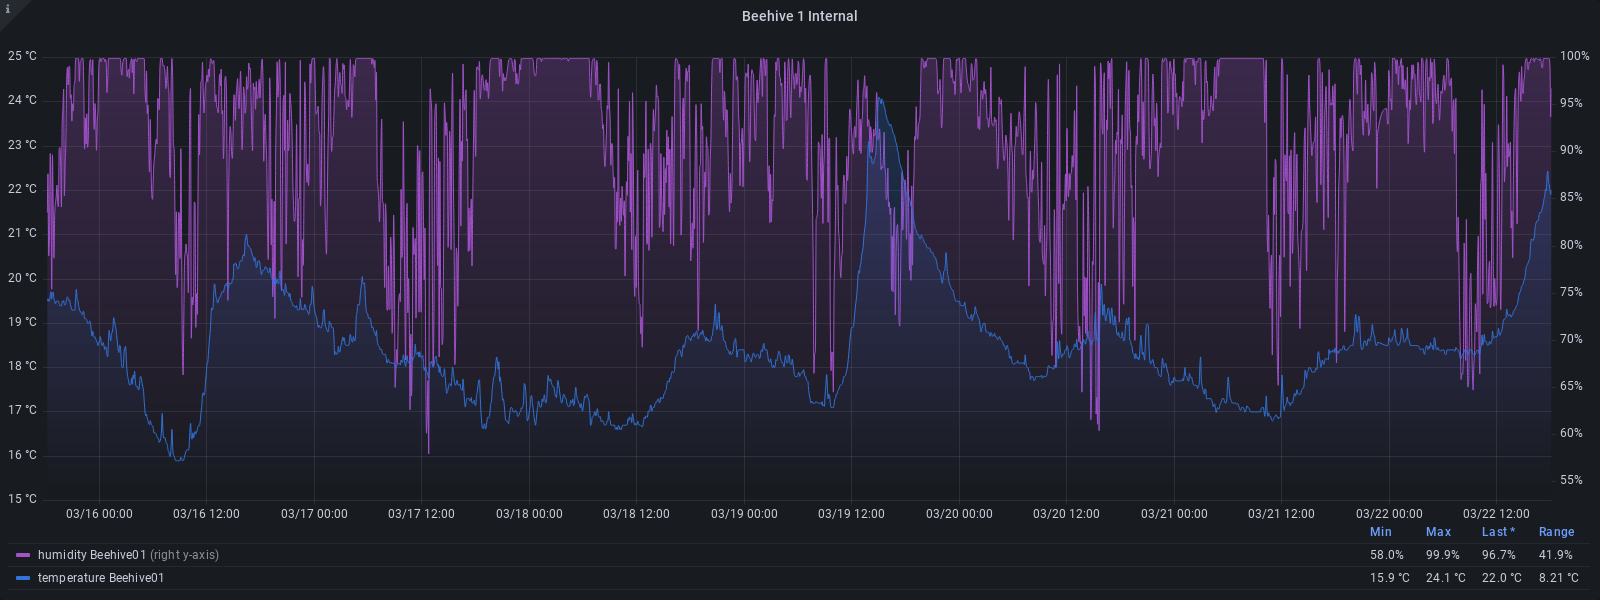 i
Beehive 1 Internal
25 °C 100%
24 °C 95%
23 °C 90%
22 °C 85%
21 °C 80%
20 °C 75%
19 °C 70%
18 °C 65%
17 °C 60%
16 °C 55%
15 °C
03/16 00:00 03/16 12:00 03/17 00:00 03/17 12:00 03/18 00:00 03/18 12:00 03/19 00:00 03/19 12:00 03/20 00:00 03/20 12:00 03/21 00:00 03/21 12:00 03/22 00:00 03/22 12:00
Min Max Last * Range
humidity Beehive01 (right y-axis) 58.0% 99.9% 96.7% 41.9%
temperature Beehive01 15.9 °C 24.1 °C 22.0 °C 8.21 °C